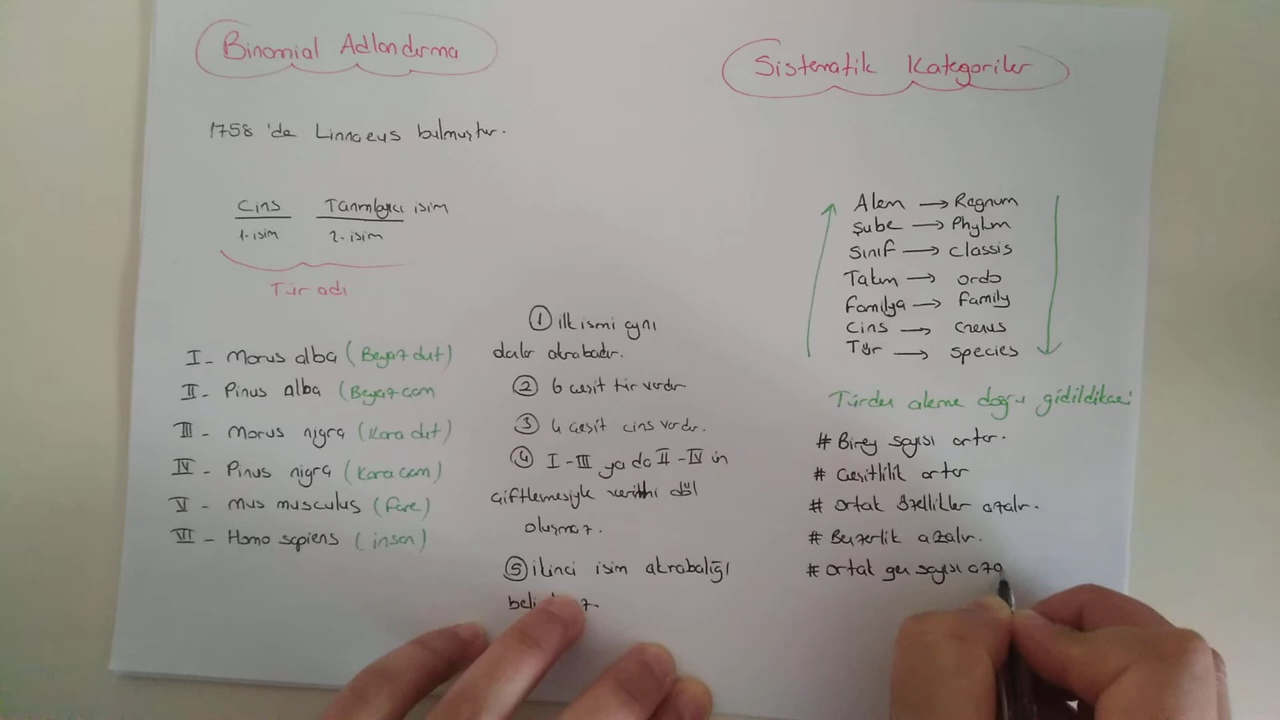 Binomial Adlandırma
1758 'de Linnaeus bulmuştur.
Cins Tanımlayıcı isim
1. isim 2. isim
Tür adı
I - Morus alba (Beyaz dut)
II - Pinus alba (Beyaz cam
III - Morus nigra (Kara dut)
IV - Pinus nigra (Kara cam)
V - Mus musculus (fare)
VI - Homo sapiens (insan)
① ilk ismi aynı
olanlar akrabadır.
② 6 çeşit tür vardır
③ 4 çeşit cins vardır.
④ I - III ya da II - IV ün
çiftleşmesiyle verimli döl
oluşmaz.
⑤ ikinci isim akrabalığı
Sistematik Kategoriler
Alem → Regnum
Şube → Phylum
Sınıf → classis
Takım → ordo
Familya → family
Cins → Genus
Tür → species
Türden aleme doğru gidildikçe;
# Birey sayısı artar.
# Çeşitlilik artar
# Ortak özellikler azalır.
# Benzerlik azalır.
# Ortak gen sayısı aza